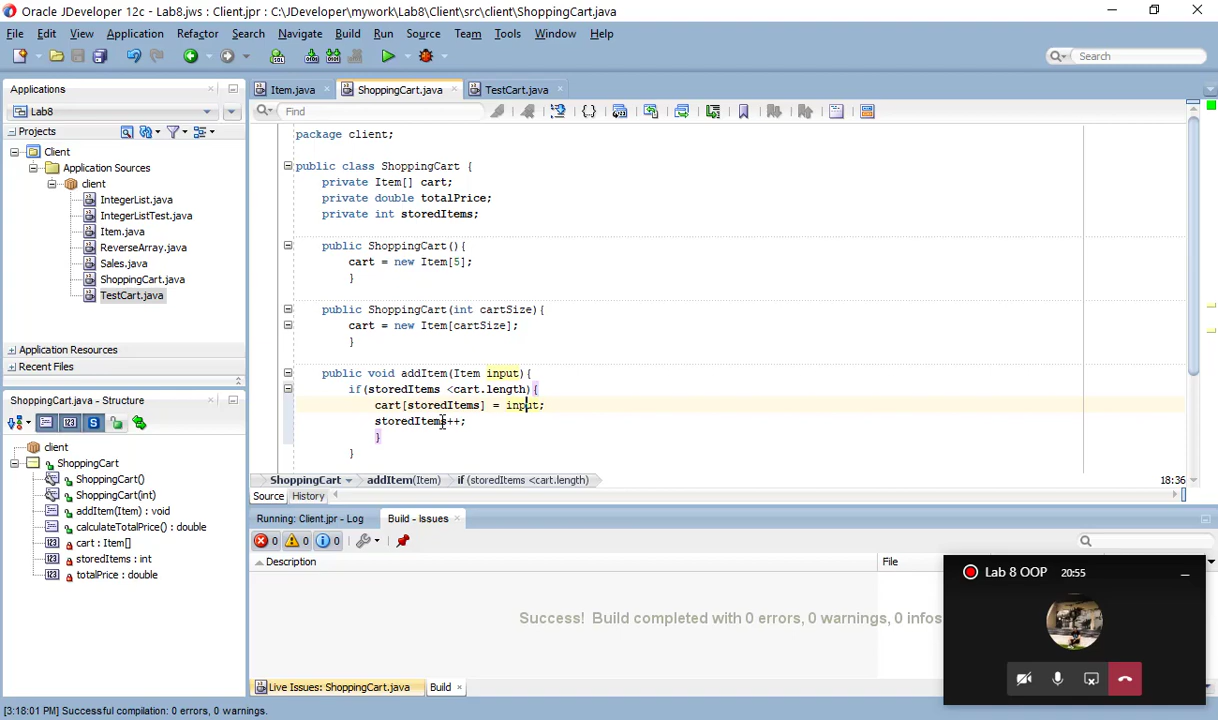 Oracle JDeveloper 12c - Lab8.jws : Client.jpr : C:\JDeveloper\mywork\Lab8\Client\src\client\ShoppingCart.java
File Edit View Application Refactor Search Navigate Build Run Source Team Tools Window Help
Search
Applications
Item.java ShoppingCart.java TestCart.java
Lab8
Find
Projects
Client
Application Sources
client
IntegerList.java
IntegerListTest.java
Item.java
ReverseArray.java
Sales.java
ShoppingCart.java
TestCart.java
Application Resources
Recent Files
package client;
public class ShoppingCart {
private Item[] cart;
private double totalPrice;
private int storedItems;
public ShoppingCart(){
cart = new Item[5];
}
public ShoppingCart(int cartSize){
cart = new Item[cartSize];
}
public void addItem(Item input){
if(storedItems <cart.length){
cart[storedItems] = input;
storedItems++;
}
}
ShoppingCart addItem(Item) if (storedItems <cart.length)
18:36
Source History
ShoppingCart.java - Structure
client
ShoppingCart
ShoppingCart()
ShoppingCart(int)
addItem(Item) : void
calculateTotalPrice() : double
cart : Item[]
storedItems : int
totalPrice : double
Running: Client.jpr - Log Build - Issues
0 0 0
Description File
Success! Build completed with 0 errors, 0 warnings, 0 infos
Live Issues: ShoppingCart.java Build
Lab 8 OOP 20:55
[3:18:01 PM] Successful compilation: 0 errors, 0 warnings.